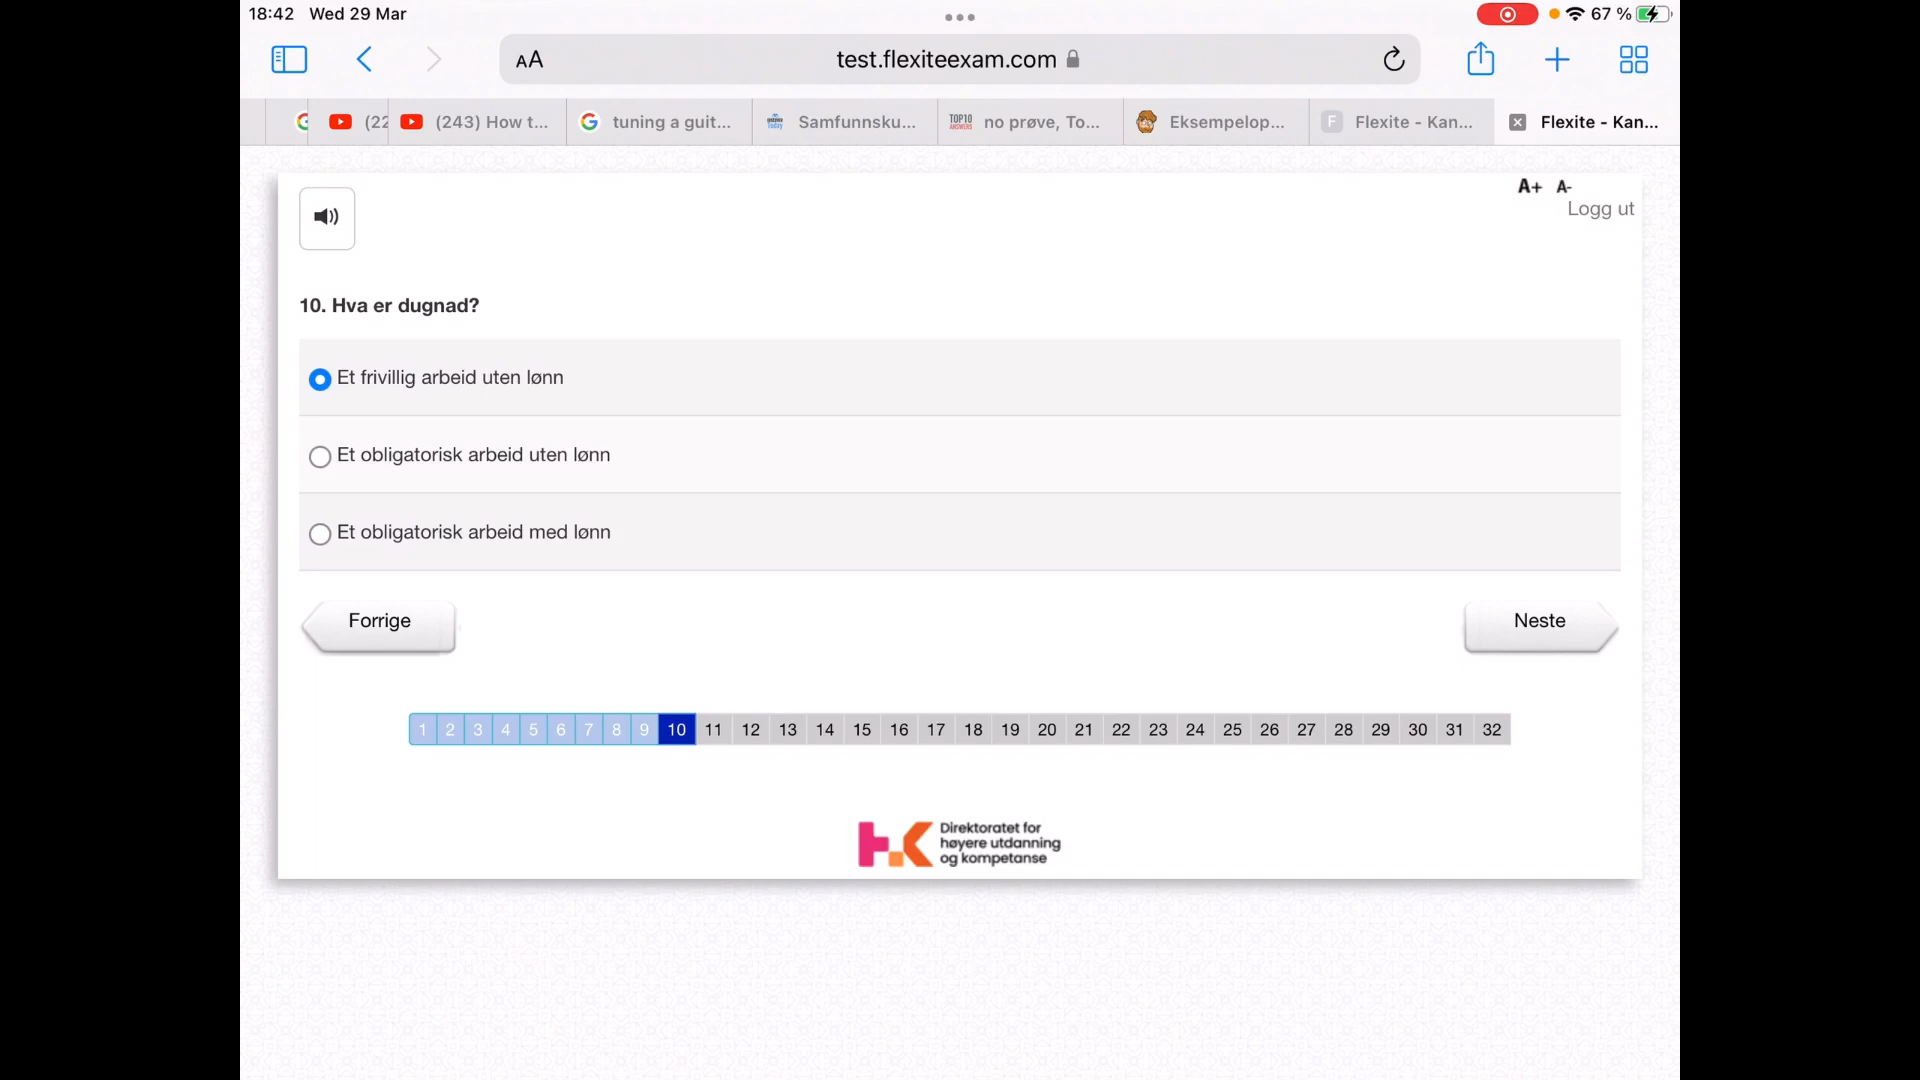 18:42 Wed 29 Mar
67 %
AA
test.flexiteexam.com
(22
(243) How t...
tuning a guit...
Samfunnsku...
TOP10
ANSWERS
no prøve, To...
Eksempelop...
F
Flexite - Kan...
Flexite - Kan...
A+ A-
Logg ut
10. Hva er dugnad?
Et frivillig arbeid uten lønn
Et obligatorisk arbeid uten lønn
Et obligatorisk arbeid med lønn
Forrige
Neste
1 2 3 4 5 6 7 8 9 10 11 12 13 14 15 16 17 18 19 20 21 22 23 24 25 26 27 28 29 30 31 32
Direktoratet for
høyere utdanning
og kompetanse